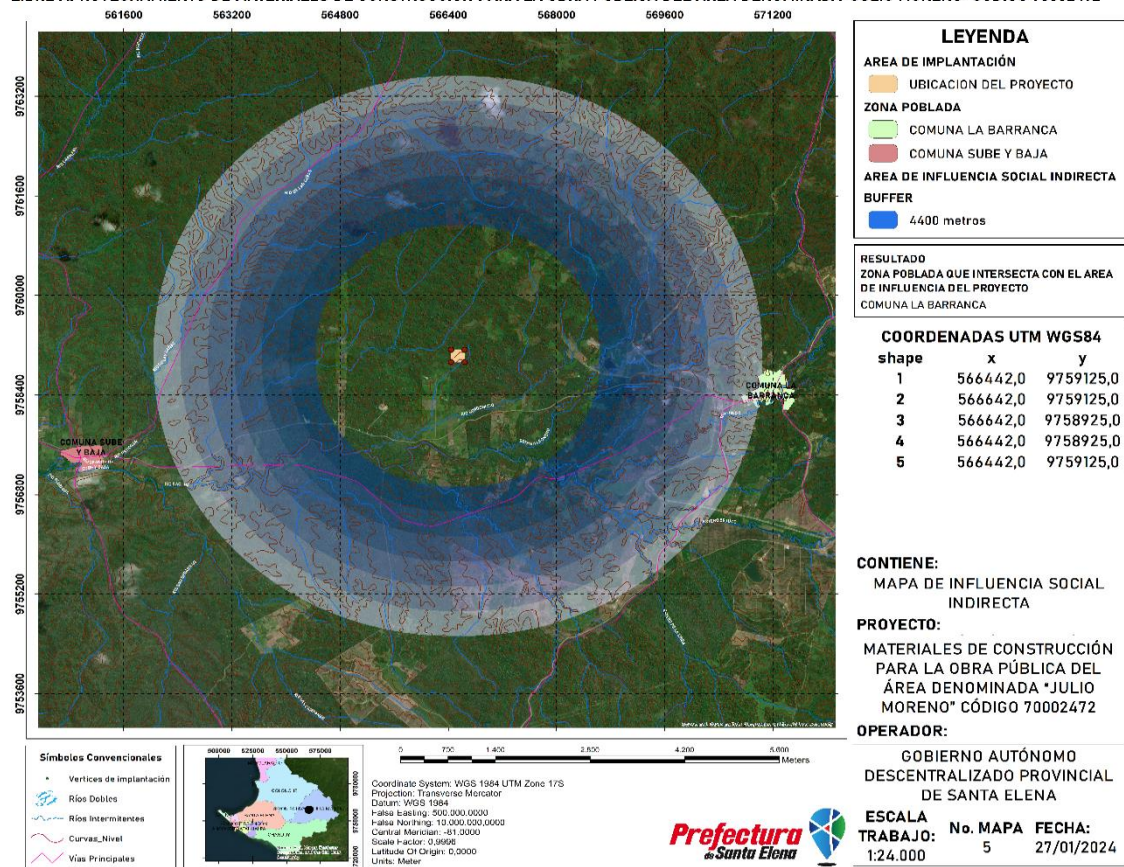 561600 563200 564800 566400 568000 569600 571200
9763200
9761600
9760000
9758400
9756800
9755200
9753600
COMUNA LA
BARRANCA
COMUNA SUBE
Y BAJA
LEYENDA
AREA DE IMPLANTACIÓN
UBICACION DEL PROYECTO
ZONA POBLADA
COMUNA LA BARRANCA
COMUNA SUBE Y BAJA
AREA DE INFLUENCIA SOCIAL INDIRECTA
BUFFER
4400 metros
RESULTADO
ZONA POBLADA QUE INTERSECTA CON EL AREA
DE INFLUENCIA DEL PROYECTO
COMUNA LA BARRANCA
COORDENADAS UTM WGS84
shape x y
1 566442,0 9759125,0
2 566642,0 9759125,0
3 566642,0 9758925,0
4 566442,0 9758925,0
5 566442,0 9759125,0
CONTIENE:
MAPA DE INFLUENCIA SOCIAL
INDIRECTA
PROYECTO:
MATERIALES DE CONSTRUCCIÓN
PARA LA OBRA PÚBLICA DEL
ÁREA DENOMINADA "JULIO
MORENO" CÓDIGO 70002472
OPERADOR:
GOBIERNO AUTÓNOMO
DESCENTRALIZADO PROVINCIAL
DE SANTA ELENA
ESCALA
TRABAJO:
1:24.000
No. MAPA
5
FECHA:
27/01/2024
Símbolos Convencionales
Vertices de implantación
Ríos Dobles
Ríos Intermitentes
Curvas_Nivel
Vías Principales
0 700 1.400 2.800 4.200 5.600
Meters
Coordinate System: WGS 1984 UTM Zone 17S
Projection: Transverse Mercator
Datum: WGS 1984
False Easting: 500.000,0000
False Northing: 10.000.000,0000
Central Meridian: -81,0000
Scale Factor: 0,9996
Latitude Of Origin: 0,0000
Units: Meter
Prefectura
de Santa Elena